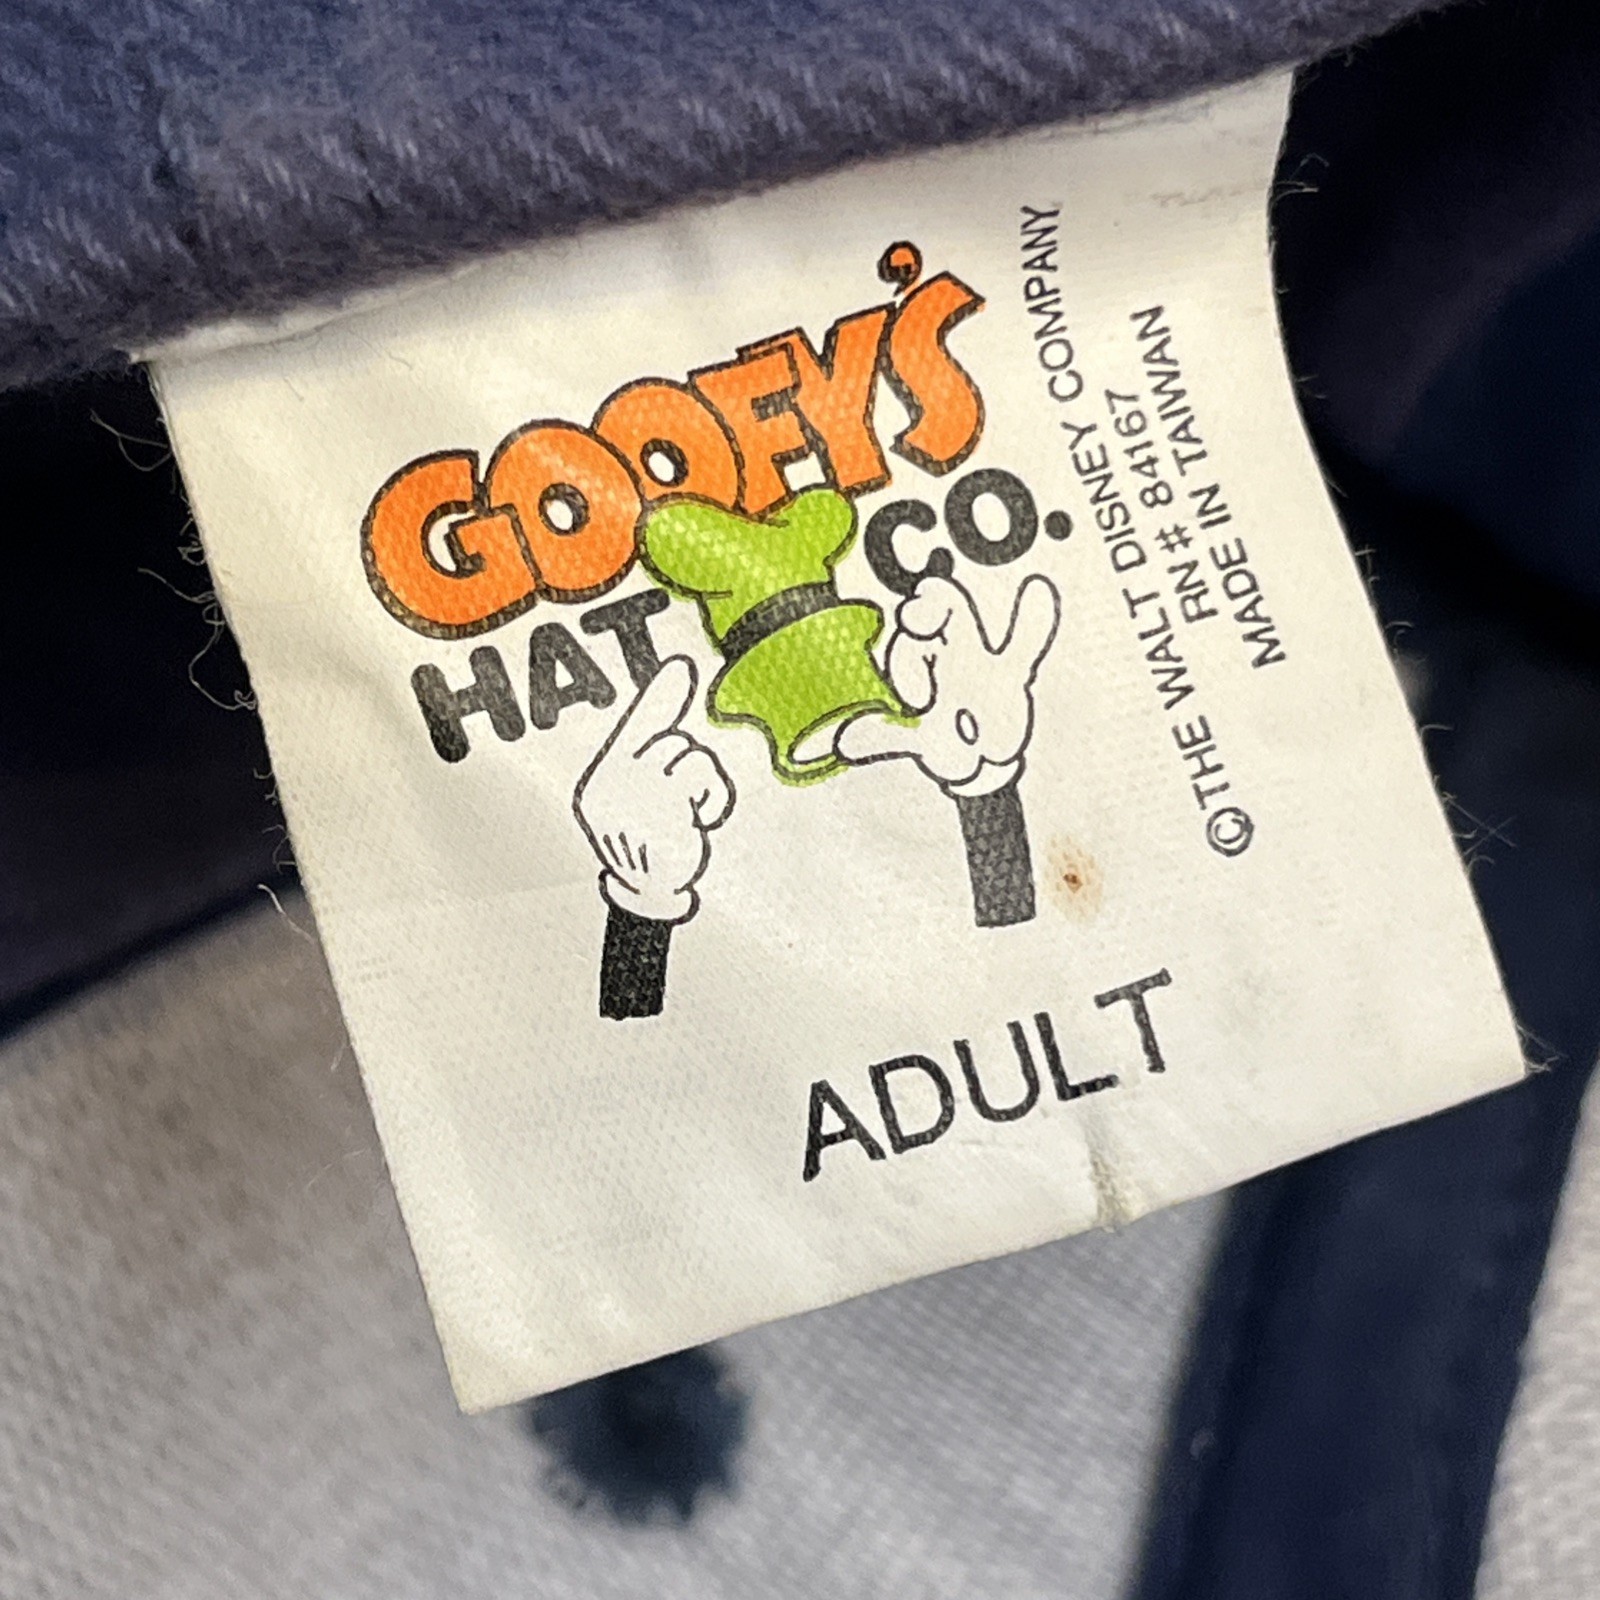 GOOFY'S
HAT CO.
©THE WALT DISNEY COMPANY
RN# 84167
MADE IN TAIWAN
ADULT